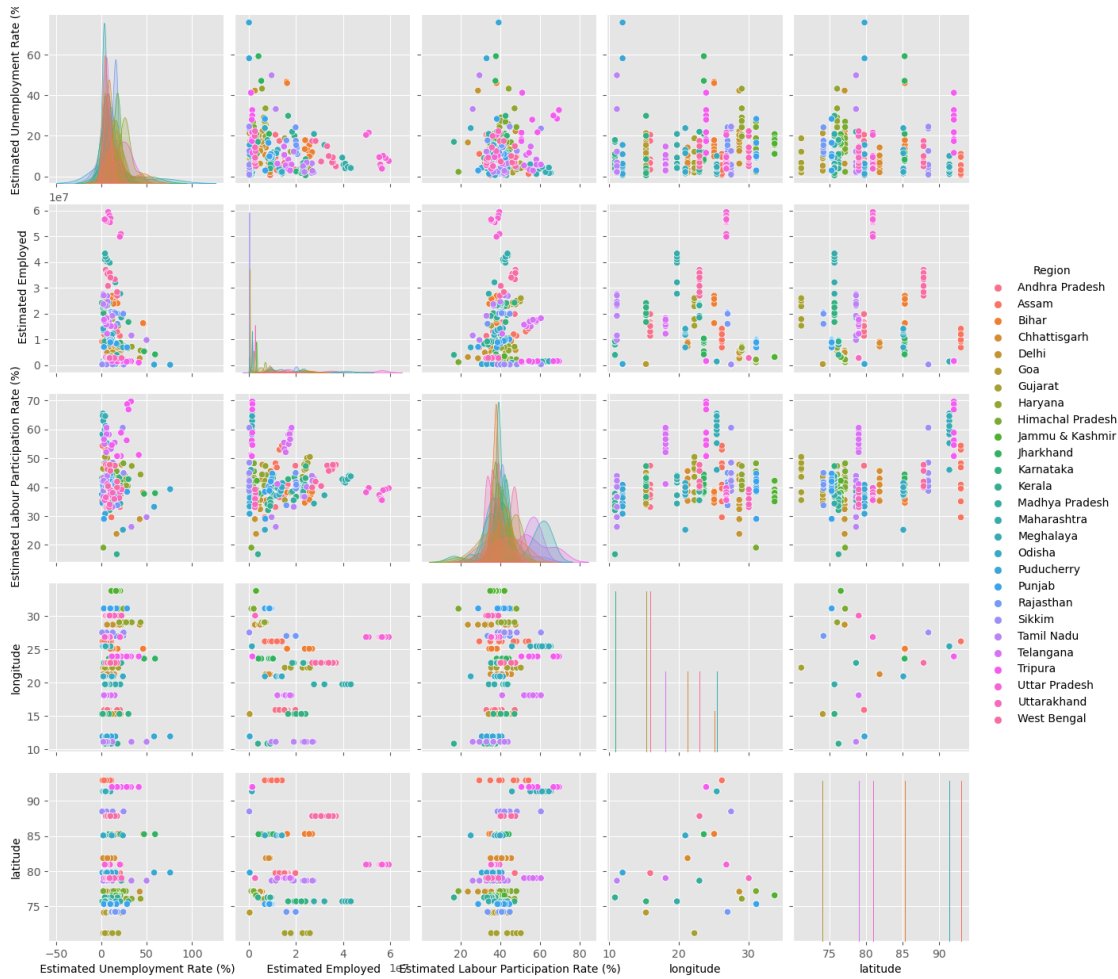 Estimated Unemployment Rate (%
60
40
20
0
1e7
Estimated Employed
6
5
4
3
2
1
0
Estimated Labour Participation Rate (%)
70
60
50
40
30
20
longitude
30
25
20
15
10
latitude
90
85
80
75
−50 0 50 100
Estimated Unemployment Rate (%)
0 2 4 6
1e7
Estimated Employed
20 40 60 80
Estimated Labour Participation Rate (%)
10 20 30
longitude
75 80 85 90
latitude
Region
Andhra Pradesh
Assam
Bihar
Chhattisgarh
Delhi
Goa
Gujarat
Haryana
Himachal Pradesh
Jammu & Kashmir
Jharkhand
Karnataka
Kerala
Madhya Pradesh
Maharashtra
Meghalaya
Odisha
Puducherry
Punjab
Rajasthan
Sikkim
Tamil Nadu
Telangana
Tripura
Uttar Pradesh
Uttarakhand
West Bengal